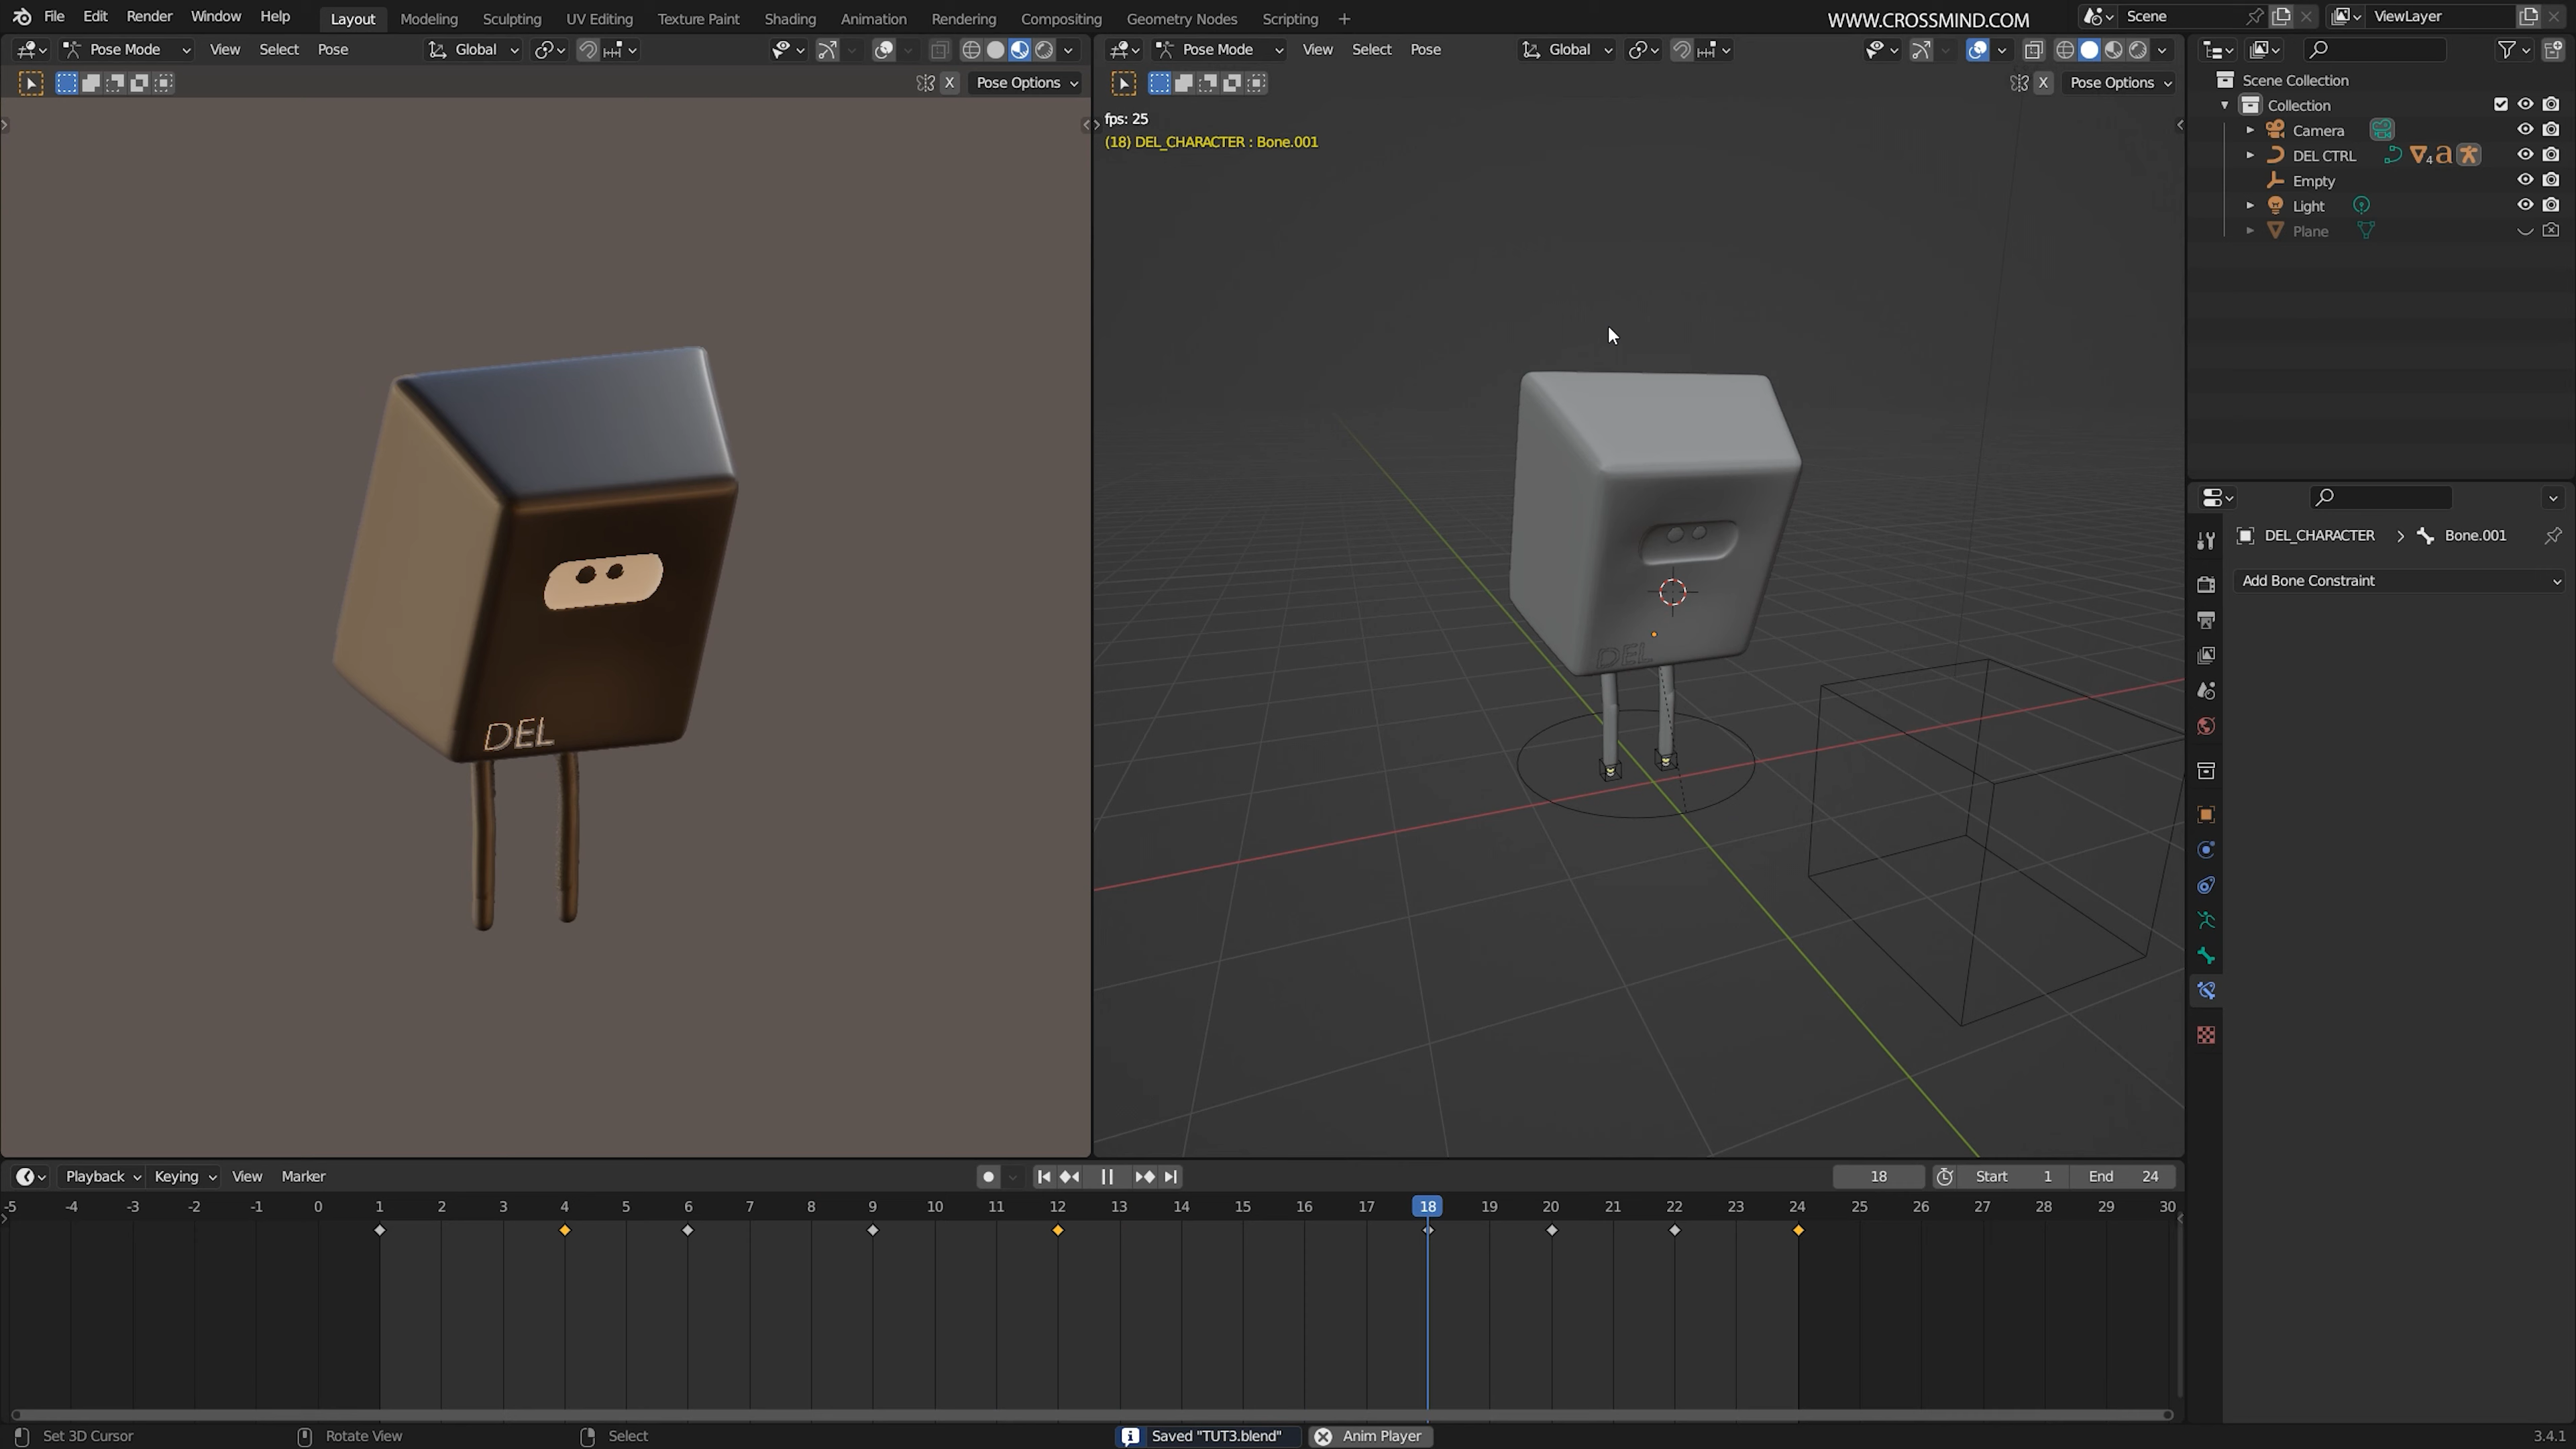 File Edit Render Window Help Layout Modeling Sculpting UV Editing Texture Paint Shading Animation Rendering Compositing Geometry Nodes Scripting + WWW.CROSSMIND.COM Scene ViewLayer
Pose Mode View Select Pose Global
X Pose Options
DEL
Pose Mode View Select Pose Global
X Pose Options
fps: 25
(18) DEL_CHARACTER : Bone.001
DEL
Scene Collection
Collection
Camera
DEL CTRL 4
Empty
Light
Plane
DEL_CHARACTER > Bone.001
Add Bone Constraint
Playback Keying View Marker 18 Start 1 End 24
-5 -4 -3 -2 -1 0 1 2 3 4 5 6 7 8 9 10 11 12 13 14 15 16 17 18 19 20 21 22 23 24 25 26 27 28 29 30
Set 3D Cursor Rotate View Select Saved "TUT3.blend" Anim Player 3.4.1